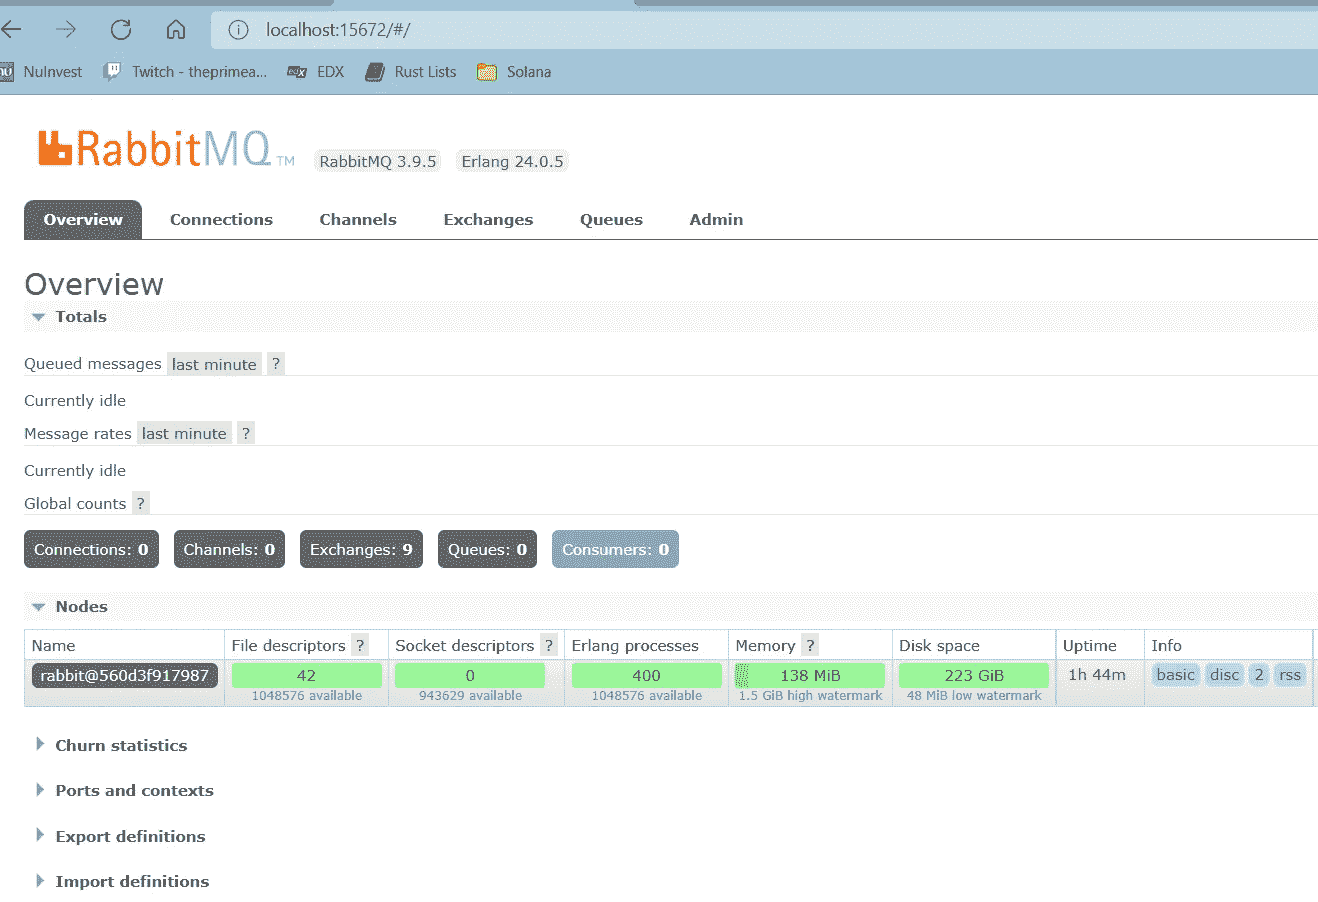 localhost:15672/#/
NuInvest Twitch - theprimea... EDX Rust Lists Solana
RabbitMQ TM RabbitMQ 3.9.5 Erlang 24.0.5
Overview Connections Channels Exchanges Queues Admin
Overview
Totals
Queued messages last minute ?
Currently idle
Message rates last minute ?
Currently idle
Global counts ?
Connections: 0 Channels: 0 Exchanges: 9 Queues: 0 Consumers: 0
Nodes
Name File descriptors ? Socket descriptors ? Erlang processes Memory ? Disk space Uptime Info
rabbit@560d3f917987 42 0 400 138 MiB 223 GiB 1h 44m basic disc 2 rss
1048576 available 943629 available 1048576 available 1.5 GiB high watermark 48 MiB low watermark
Churn statistics
Ports and contexts
Export definitions
Import definitions